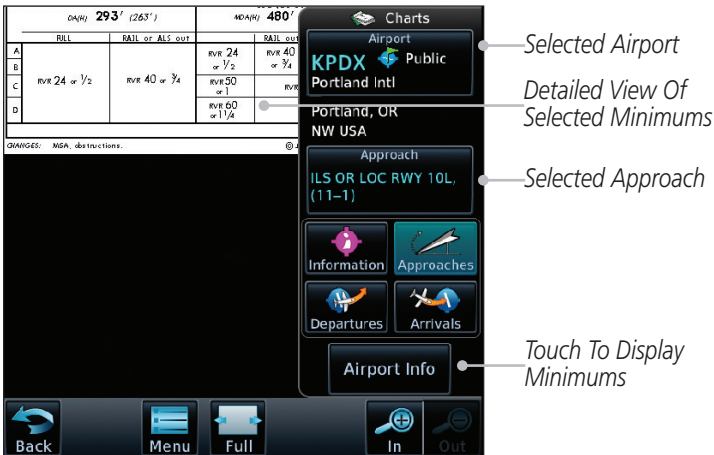 DA(H) 293' (263')
MDA(H) 480'
FULL
RAIL or ALS out
RAIL out
A
B
C
D
RVR 24 or 1/2
RVR 40 or 3/4
RVR 24
or 1/2
RVR 40
or 3/4
RVR 50
or 1
RVR
RVR 60
or 1 1/4
CHANGES: MSA, obstructions.
©
Charts
Airport
KPDX Public
Portland Intl
Portland, OR
NW USA
Approach
ILS OR LOC RWY 10L,
(11-1)
Information
Approaches
Departures
Arrivals
Airport Info
Back
Menu
Full
In
Out
Selected Airport
Detailed View Of
Selected Minimums
Selected Approach
Touch To Display
Minimums